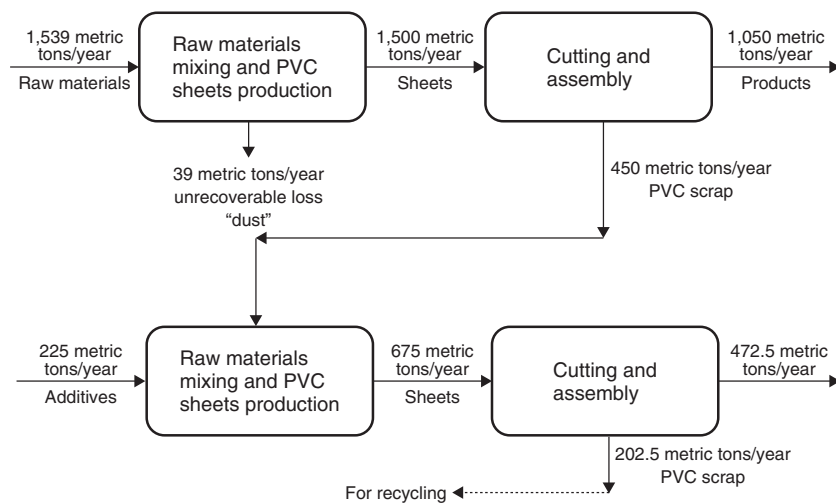 1,539 metric
tons/year
Raw materials
Raw materials
mixing and PVC
sheets production
1,500 metric
tons/year
Sheets
Cutting and
assembly
1,050 metric
tons/year
Products
39 metric tons/year
unrecoverable loss
“dust”
450 metric tons/year
PVC scrap
225 metric
tons/year
Additives
Raw materials
mixing and PVC
sheets production
675 metric
tons/year
Sheets
Cutting and
assembly
472.5 metric
tons/year
202.5 metric tons/year
PVC scrap
For recycling